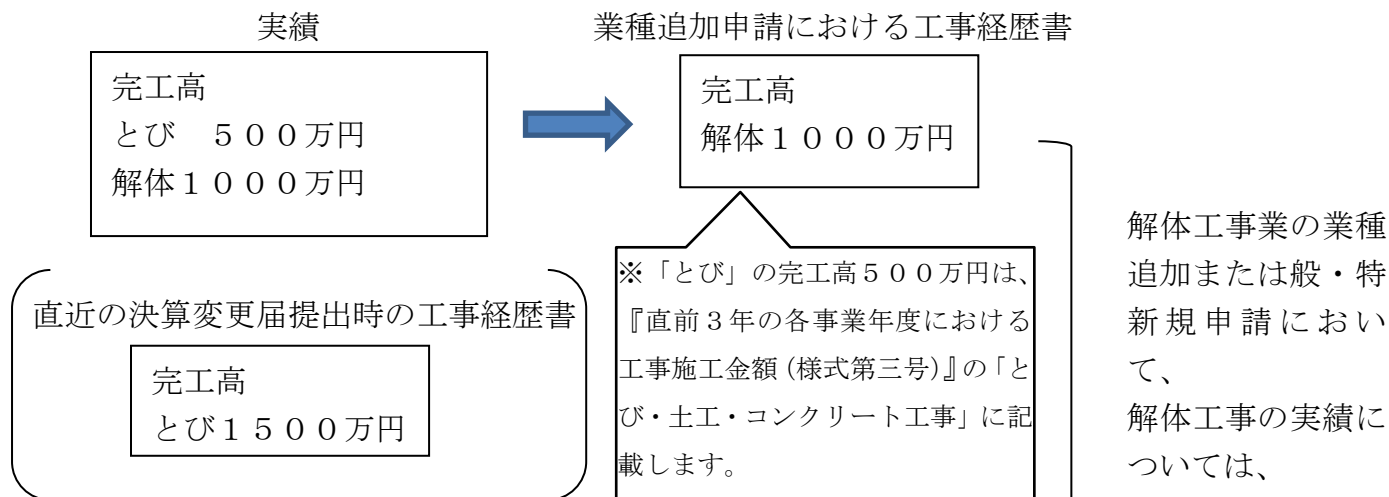 実績
完工高
とび　５００万円
解体１０００万円
業種追加申請における工事経歴書
完工高
解体１０００万円
直近の決算変更届提出時の工事経歴書
完工高
とび１５００万円
※「とび」の完工高５００万円は、
『直前３年の各事業年度における
工事施工金額(様式第三号)』の「と
び・土工・コンクリート工事」に記
載します。
解体工事業の業種
追加または般・特
新規申請におい
て、
解体工事の実績に
ついては、